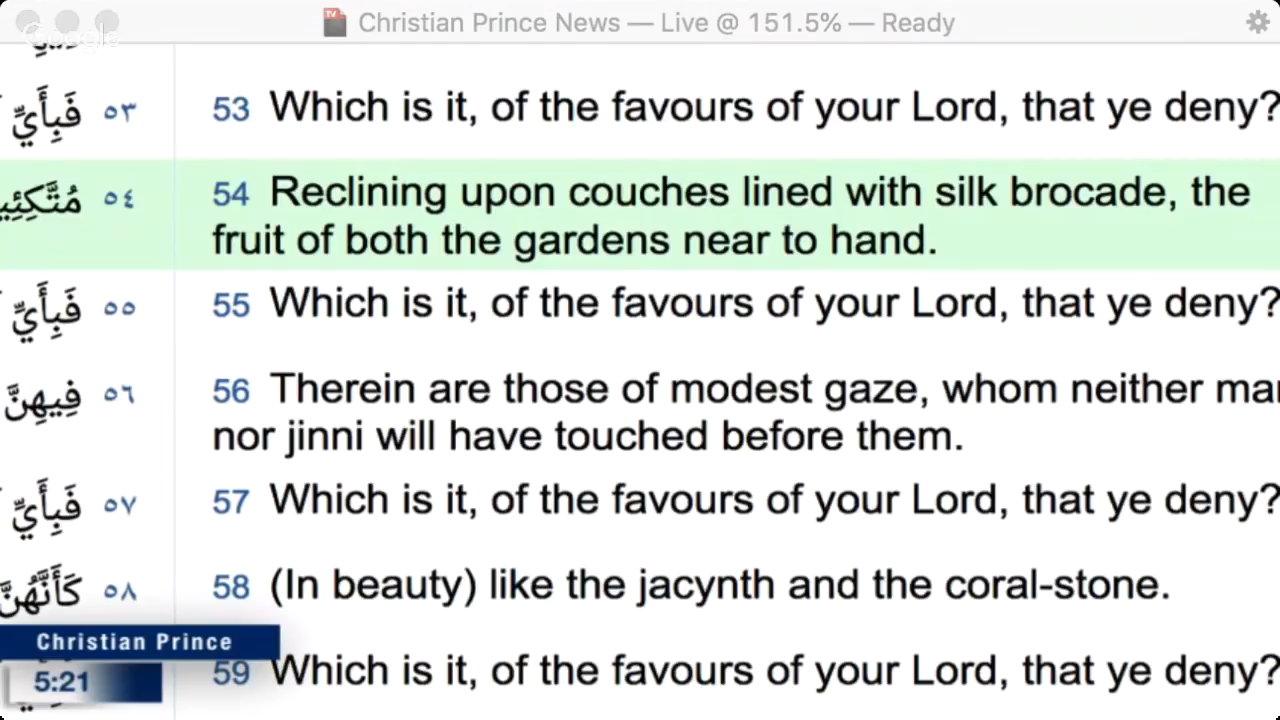 Christian Prince News — Live @ 151.5% — Ready
Google
فَبِأَيِّ ٥٣ 53 Which is it, of the favours of your Lord, that ye deny?
٥٤ 54 Reclining upon couches lined with silk brocade, the
fruit of both the gardens near to hand.
فَبِأَيِّ ٥٥ 55 Which is it, of the favours of your Lord, that ye deny?
فِيهِنَّ ٥٦ 56 Therein are those of modest gaze, whom neither
nor jinni will have touched before them.
فَبِأَيِّ ٥٧ 57 Which is it, of the favours of your Lord, that ye deny?
كَأَنَّهُنَّ ٥٨ 58 (In beauty) like the jacynth and the coral-stone.
Christian Prince
59 Which is it, of the favours of your Lord, that ye deny?
5:21